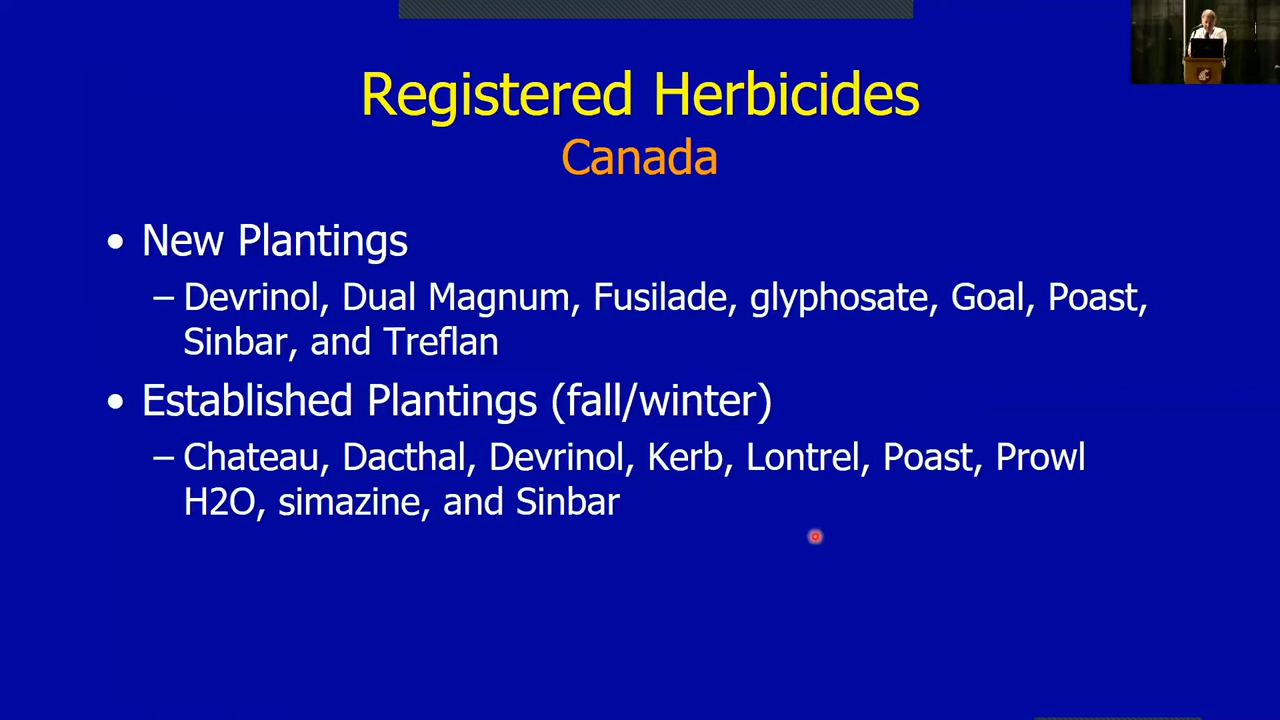 Registered Herbicides
Canada
• New Plantings
– Devrinol, Dual Magnum, Fusilade, glyphosate, Goal, Poast,
Sinbar, and Treflan
• Established Plantings (fall/winter)
– Chateau, Dacthal, Devrinol, Kerb, Lontrel, Poast, Prowl
H2O, simazine, and Sinbar